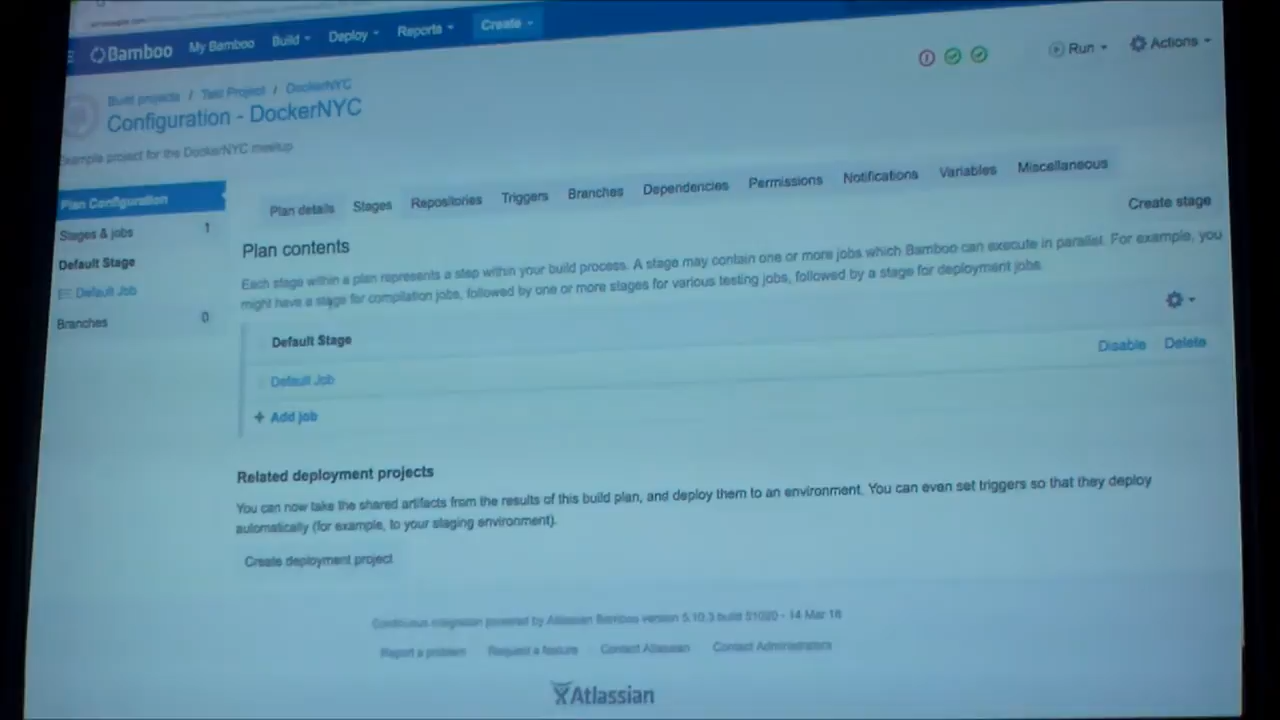 Bamboo My Bamboo Build Deploy Reports Create
Run Actions
Build projects / Test Project / DockerNYC
Configuration - DockerNYC
Example project for the DockerNYC meetup
Plan Configuration
Stages & jobs 1
Default Stage
Default Job
Branches 0
Plan details Stages Repositories Triggers Branches Dependencies Permissions Notifications Variables Miscellaneous
Plan contents
Create stage
Each stage within a plan represents a step within your build process. A stage may contain one or more jobs which Bamboo can execute in parallel. For example, you
might have a stage for compilation jobs, followed by one or more stages for various testing jobs, followed by a stage for deployment jobs.
Default Stage
Default Job
Disable Delete
Add job
Related deployment projects
You can now take the shared artifacts from the results of this build plan, and deploy them to an environment. You can even set triggers so that they deploy
automatically (for example, to your staging environment).
Create deployment project
Continuous integration powered by Atlassian Bamboo version 5.10.3 build 51020 - 14 Mar 16
Report a problem Request a feature Contact Atlassian Contact Administrators
Atlassian